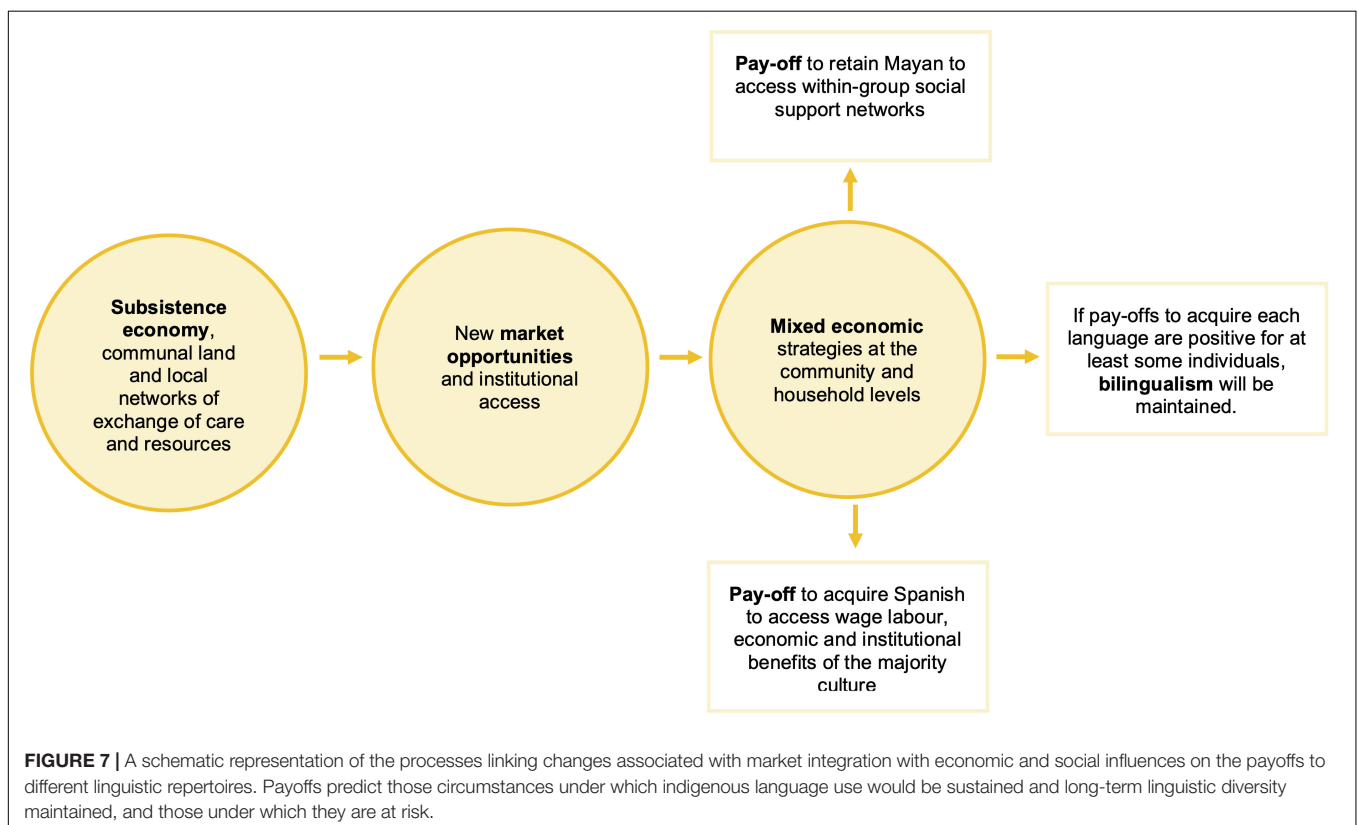 Pay-off to retain Mayan to
access within-group social
support networks
Subsistence
economy,
communal land
and local
networks of
exchange of care
and resources
New market
opportunities
and institutional
access
Mixed economic
strategies at the
community and
household levels
If pay-offs to acquire each
language are positive for at
least some individuals,
bilingualism will be
maintained.
Pay-off to acquire Spanish
to access wage labour,
economic and institutional
benefits of the majority
culture
FIGURE 7 | A schematic representation of the processes linking changes associated with market integration with economic and social influences on the payoffs to
different linguistic repertoires. Payoffs predict those circumstances under which indigenous language use would be sustained and long-term linguistic diversity
maintained, and those under which they are at risk.